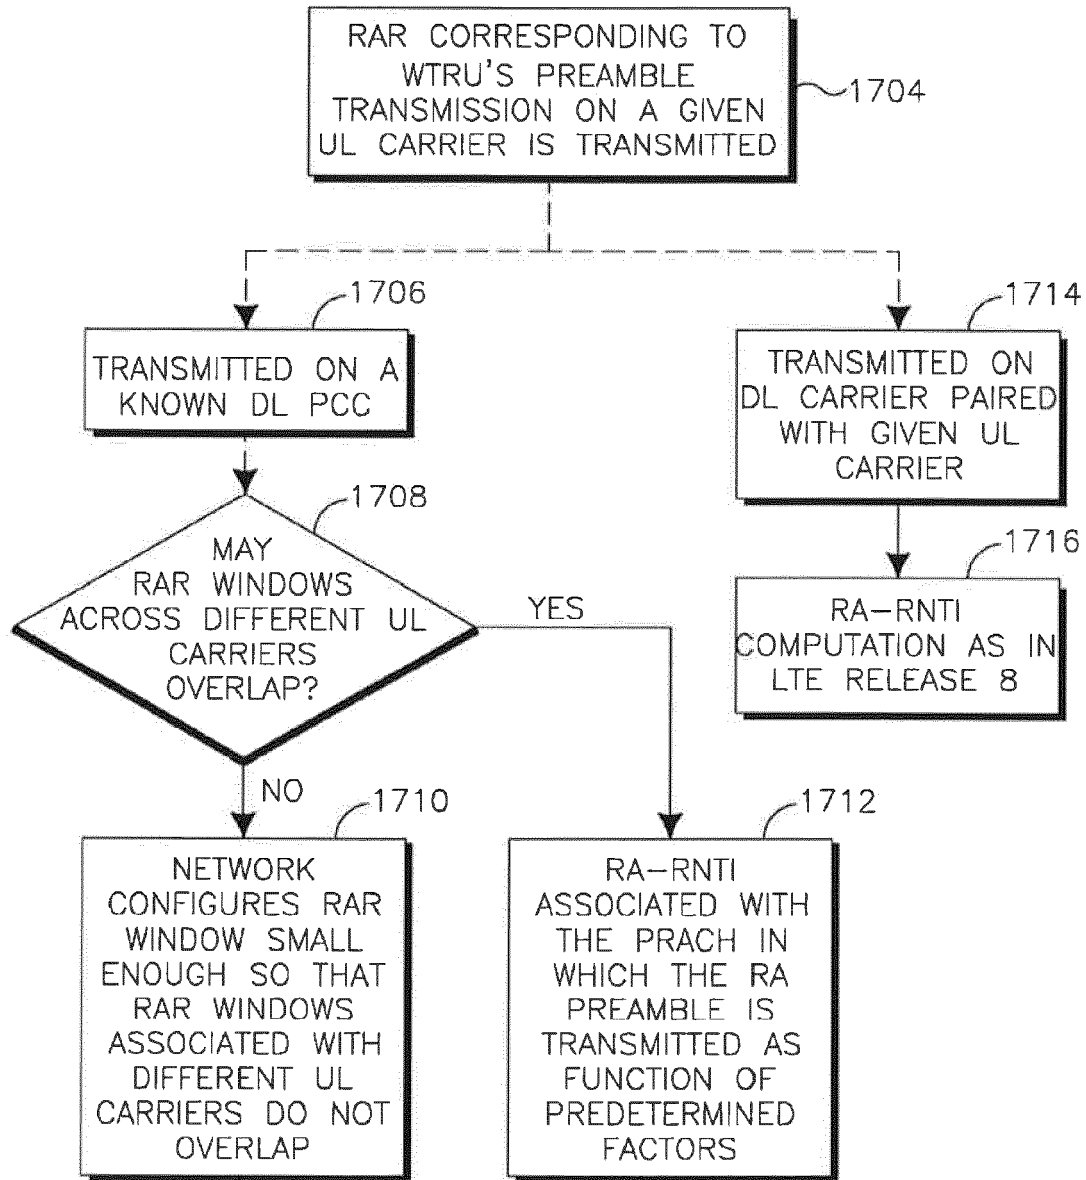 RAR CORRESPONDING TO
WTRU'S PREAMBLE
TRANSMISSION ON A GIVEN
UL CARRIER IS TRANSMITTED
1704
1706
TRANSMITTED ON A
KNOWN DL PCC
1714
TRANSMITTED ON
DL CARRIER PAIRED
WITH GIVEN UL
CARRIER
1708
MAY
RAR WINDOWS
ACROSS DIFFERENT UL
CARRIERS
OVERLAP?
YES
NO
1716
RA-RNTI
COMPUTATION AS IN
LTE RELEASE 8
1710
NETWORK
CONFIGURES RAR
WINDOW SMALL
ENOUGH SO THAT
RAR WINDOWS
ASSOCIATED WITH
DIFFERENT UL
CARRIERS DO NOT
OVERLAP
1712
RA-RNTI
ASSOCIATED WITH
THE PRACH IN
WHICH THE RA
PREAMBLE IS
TRANSMITTED AS
FUNCTION OF
PREDETERMINED
FACTORS